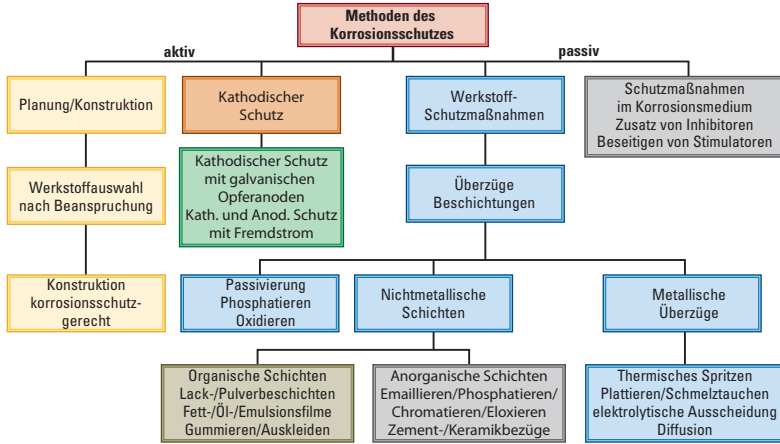 Methoden des
Korrosionsschutzes
aktiv
passiv
Planung/Konstruktion
Kathodischer
Schutz
Werkstoff-
Schutzmaßnahmen
Schutzmaßnahmen
im Korrosionsmedium
Zusatz von Inhibitoren
Beseitigen von Stimulatoren
Werkstoffauswahl
nach Beanspruchung
Kathodischer Schutz
mit galvanischen
Opferanoden
Kath. und Anod. Schutz
mit Fremdstrom
Überzüge
Beschichtungen
Konstruktion
korrosionsschutz-
gerecht
Passivierung
Phosphatieren
Oxidieren
Nichtmetallische
Schichten
Metallische
Überzüge
Organische Schichten
Lack-/Pulverbeschichten
Fett-/Öl-/Emulsionsfilme
Gummieren/Auskleiden
Anorganische Schichten
Emaillieren/Phosphatieren/
Chromatieren/Eloxieren
Zement-/Keramikbezüge
Thermisches Spritzen
Plattieren/Schmelztauchen
elektrolytische Ausscheidung
Diffusion